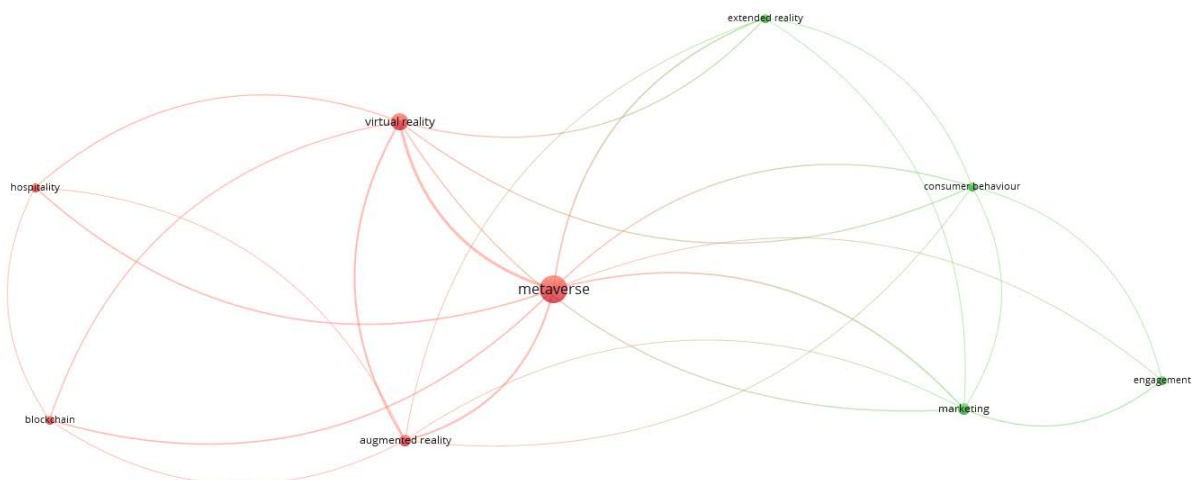 extended reality
virtual reality
hospitality
consumer behaviour
metaverse
engagement
marketing
blockchain
augmented reality